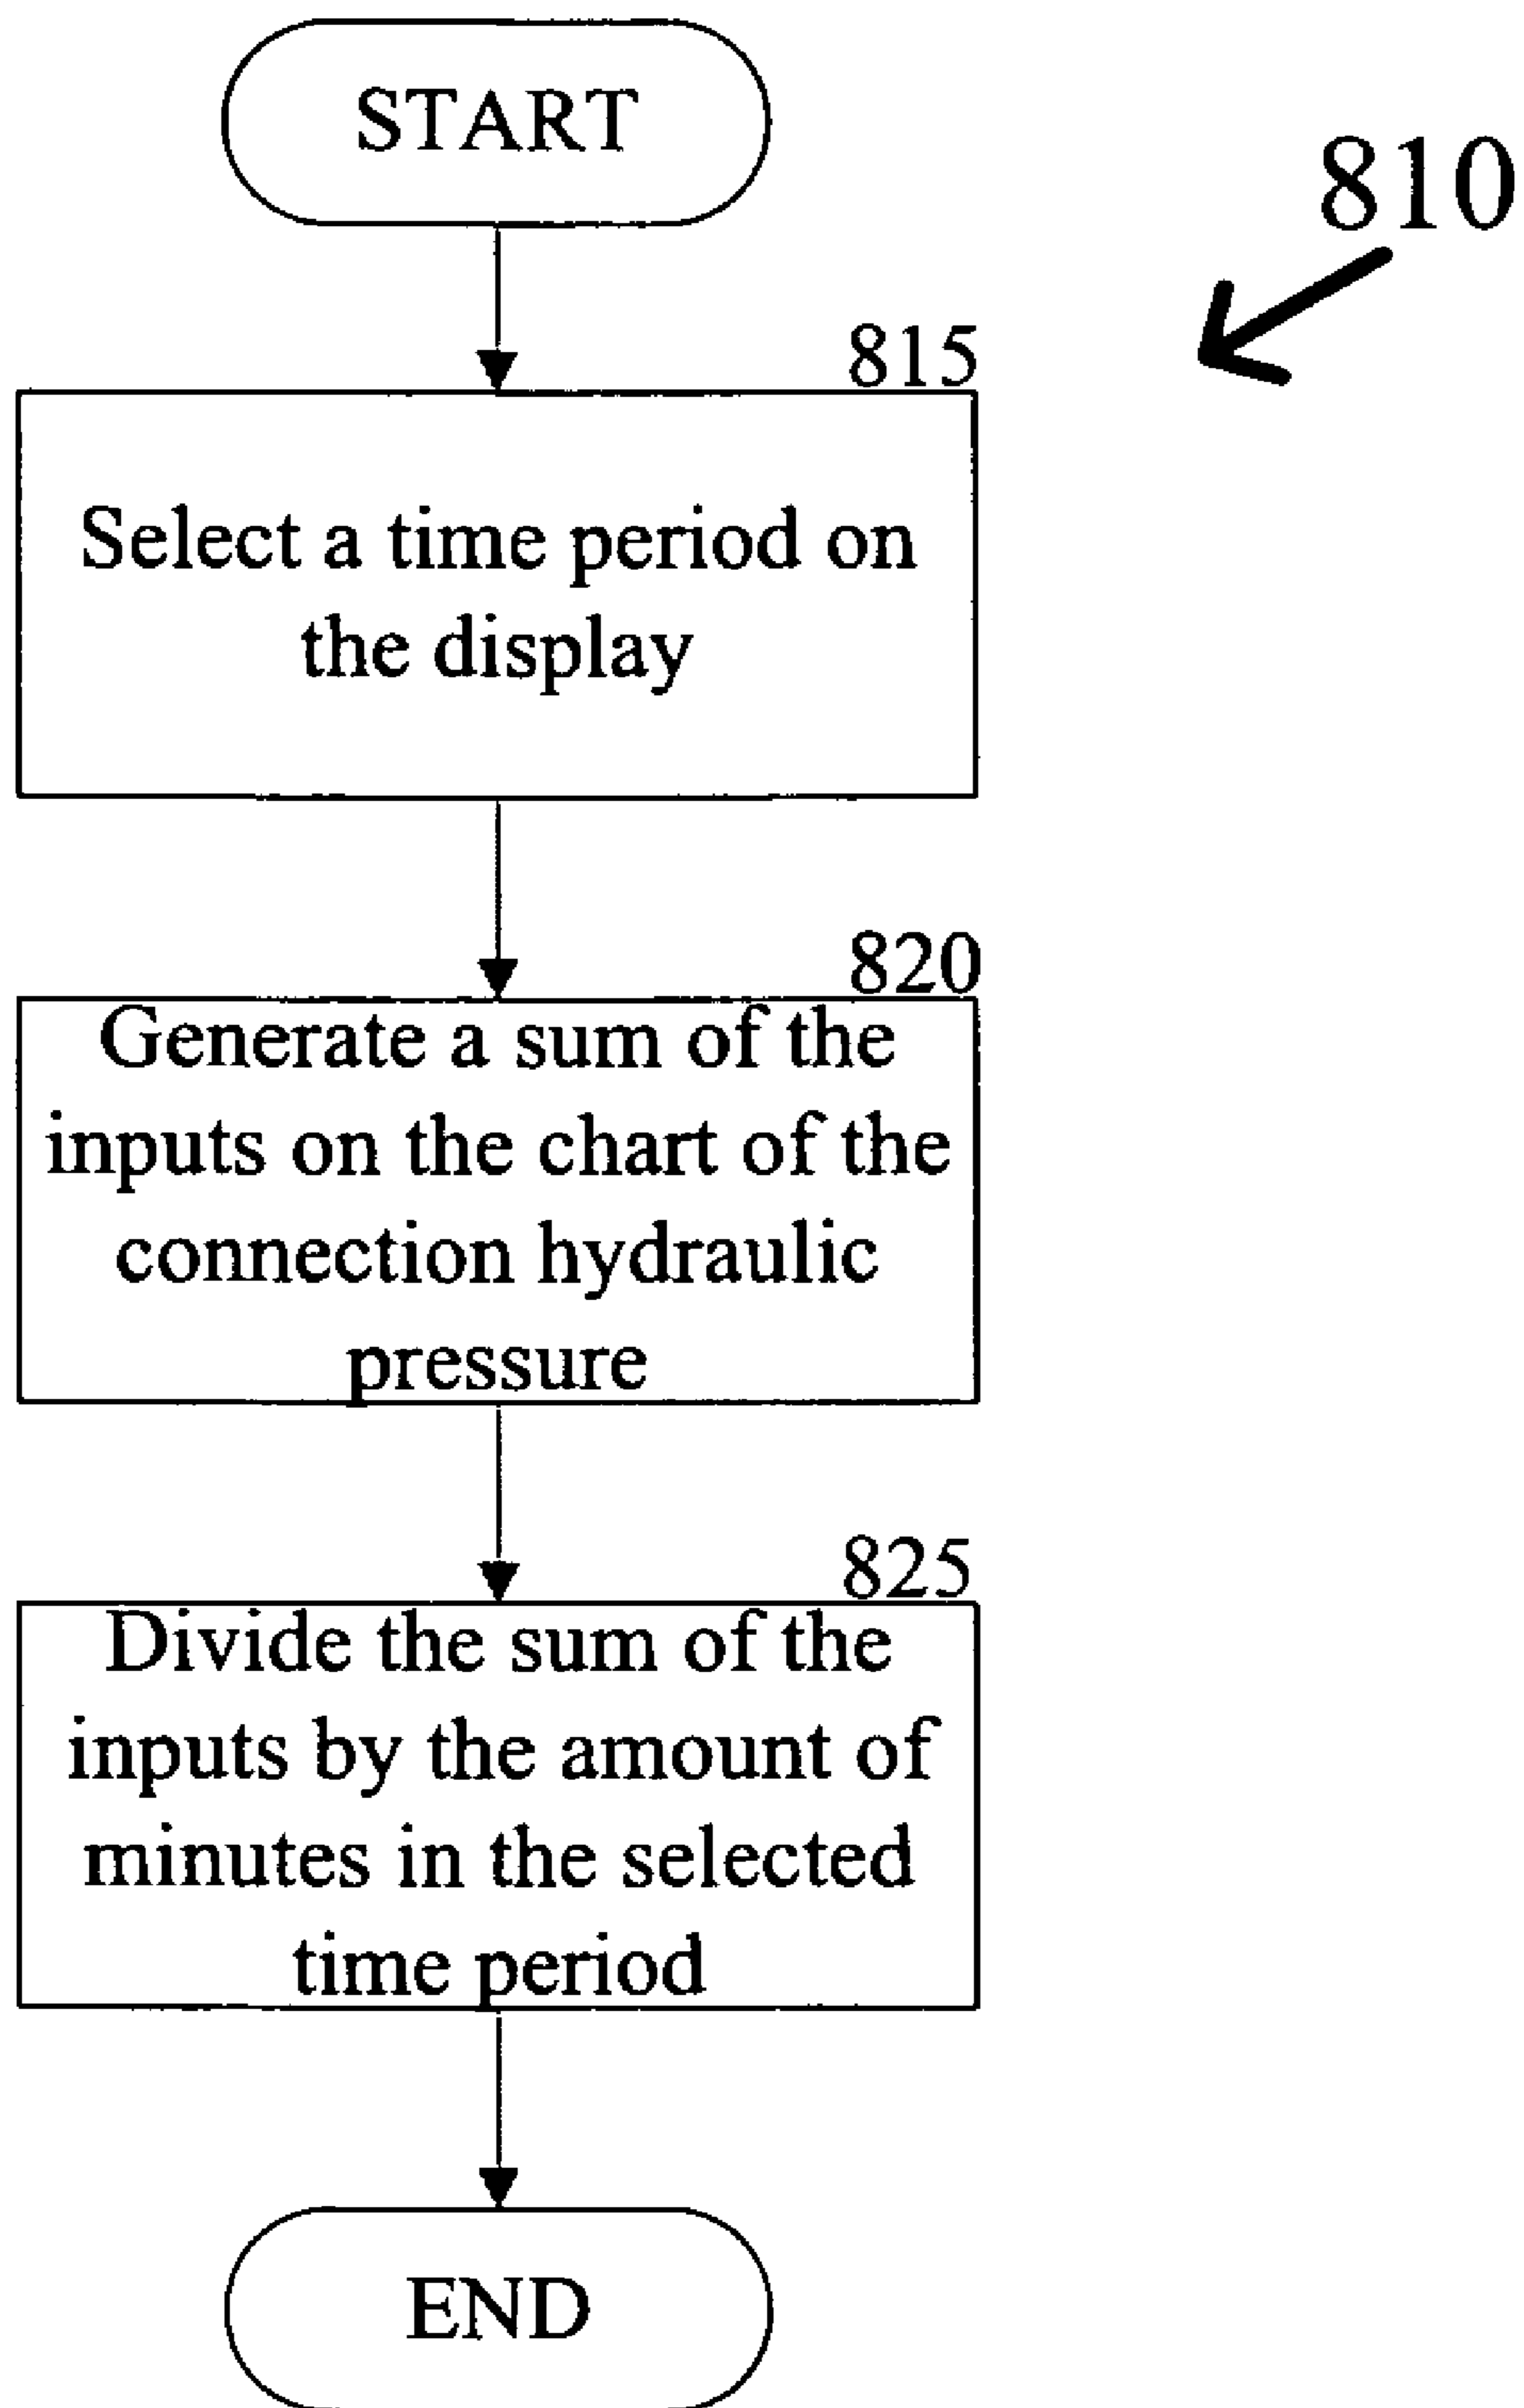 START
810
815
Select a time period on
the display
820
Generate a sum of the
inputs on the chart of the
connection hydraulic
pressure
825
Divide the sum of the
inputs by the amount of
minutes in the selected
time period
END